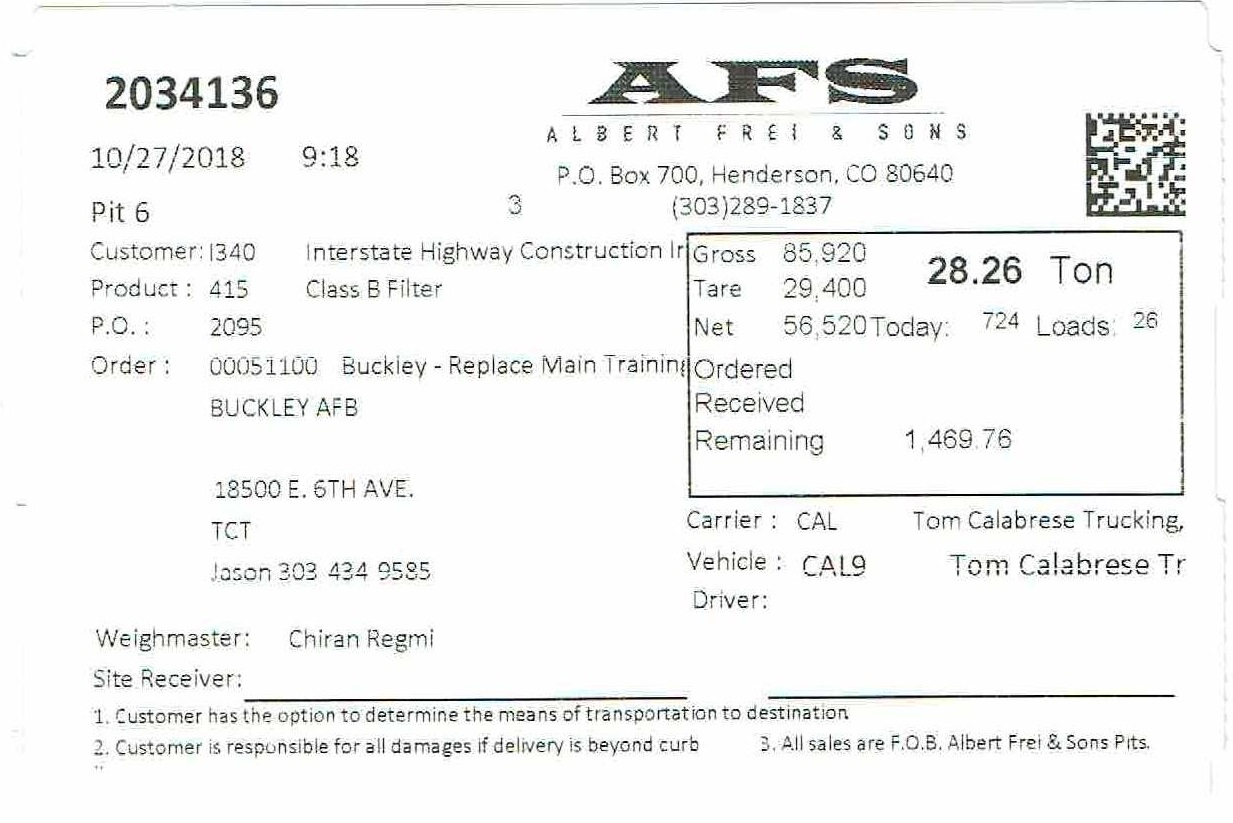 2034136
AFS
ALBERT FREI & SONS
10/27/2018 9:18
P.O. Box 700, Henderson, CO 80640
Pit 6 3 (303)289-1837
Customer: I340 Interstate Highway Construction Ir
Product : 415 Class B Filter
P.O. : 2095
Order : 00051100 Buckley - Replace Main Training
BUCKLEY AFB
18500 E. 6TH AVE.
TCT
Jason 303 434 9585
Gross 85,920 28.26 Ton
Tare 29,400
Net 56,520 Today: 724 Loads: 26
Ordered
Received
Remaining 1,469.76
Carrier : CAL Tom Calabrese Trucking,
Vehicle : CAL9 Tom Calabrese Tr
Driver:
Weighmaster: Chiran Regmi
Site Receiver:
1. Customer has the option to determine the means of transportation to destination
2. Customer is responsible for all damages if delivery is beyond curb 3. All sales are F.O.B. Albert Frei & Sons Pits.